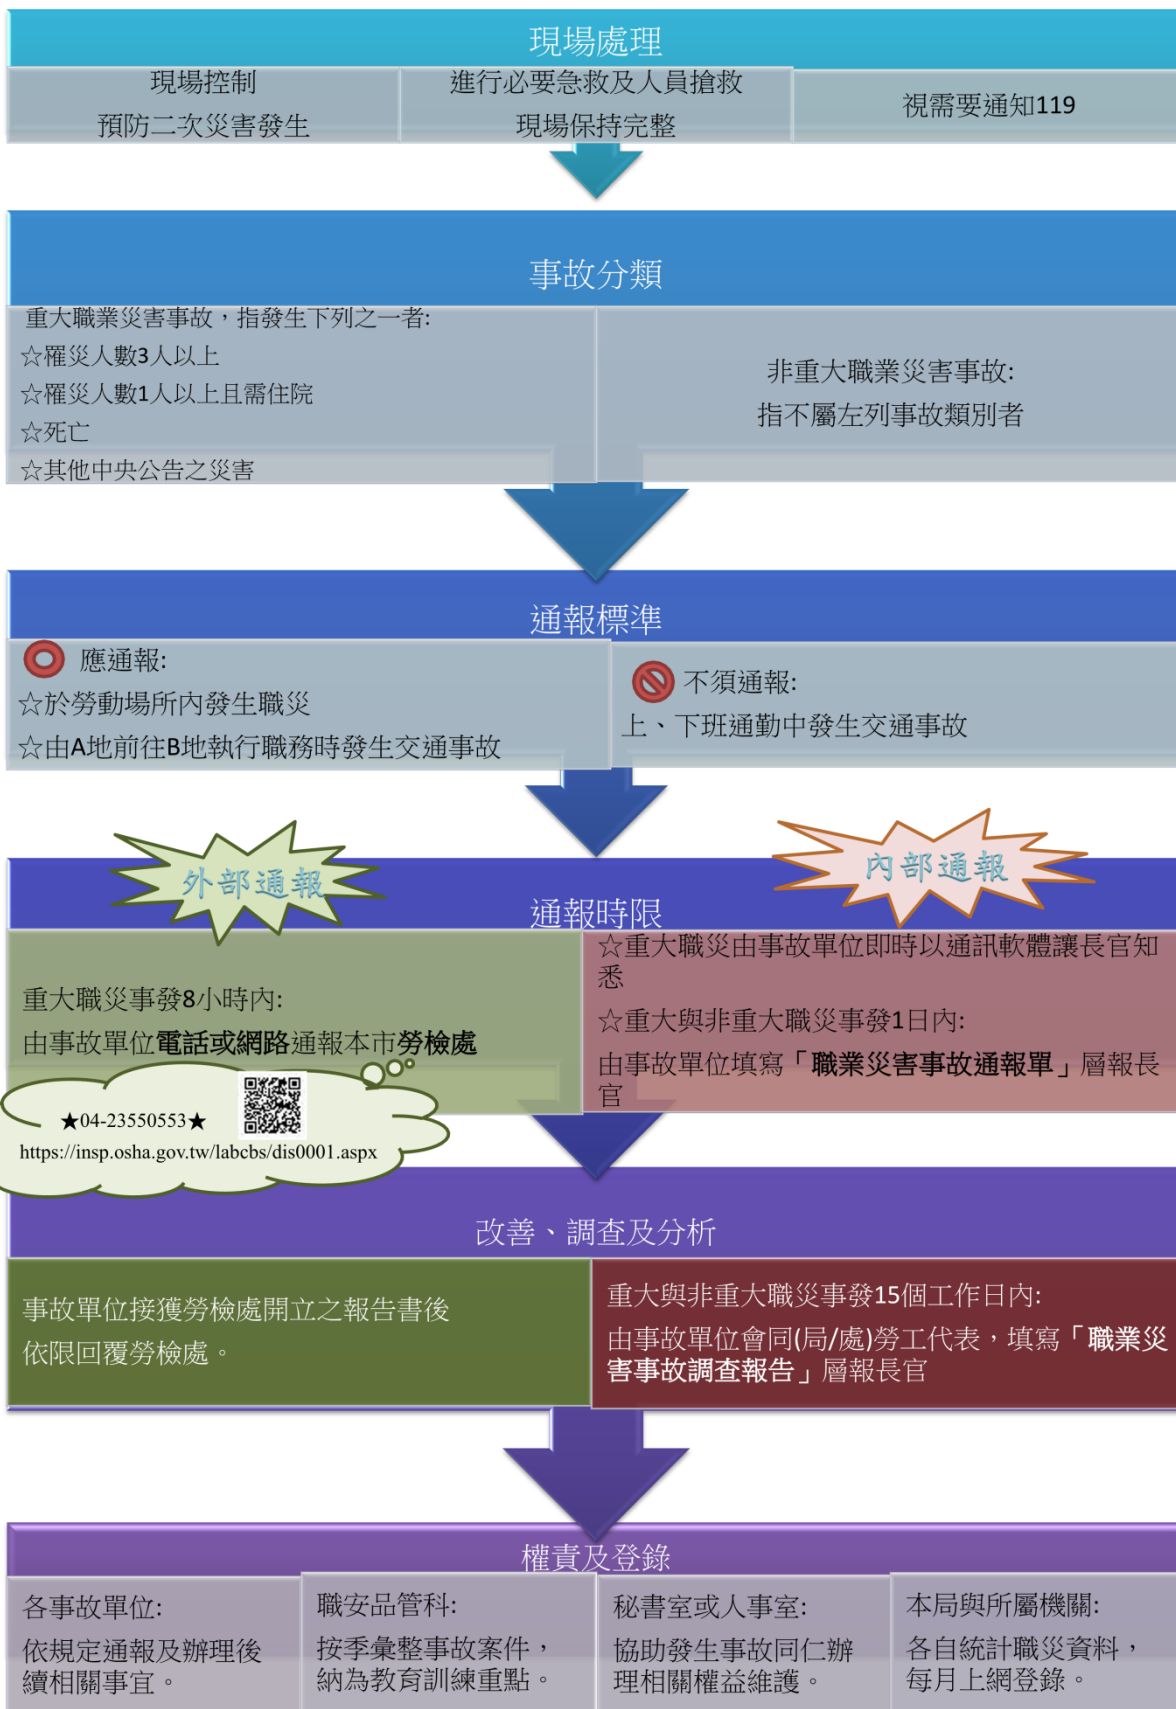 現場處理
現場控制
預防二次災害發生
進行必要急救及人員搶救
現場保持完整
視需要通知119
事故分類
重大職業災害事故，指發生下列之一者:
☆罹災人數3人以上
☆罹災人數1人以上且需住院
☆死亡
☆其他中央公告之災害
非重大職業災害事故:
指不屬左列事故類別者
通報標準
應通報:
☆於勞動場所內發生職災
☆由A地前往B地執行職務時發生交通事故
不須通報:
上、下班通勤中發生交通事故
外部通報
內部通報
通報時限
重大職災事發8小時內:
由事故單位電話或網路通報本市勞檢處
★04-23550553★
https://insp.osha.gov.tw/labcbs/dis0001.aspx
☆重大職災由事故單位即時以通訊軟體讓長官知
悉
☆重大與非重大職災事發1日內:
由事故單位填寫「職業災害事故通報單」層報長
官
改善、調查及分析
事故單位接獲勞檢處開立之報告書後
依限回覆勞檢處。
重大與非重大職災事發15個工作日內:
由事故單位會同(局/處)勞工代表，填寫「職業災
害事故調查報告」層報長官
權責及登錄
各事故單位:
依規定通報及辦理後
續相關事宜。
職安品管科:
按季彙整事故案件，
納為教育訓練重點。
秘書室或人事室:
協助發生事故同仁辦
理相關權益維護。
本局與所屬機關:
各自統計職災資料，
每月上網登錄。